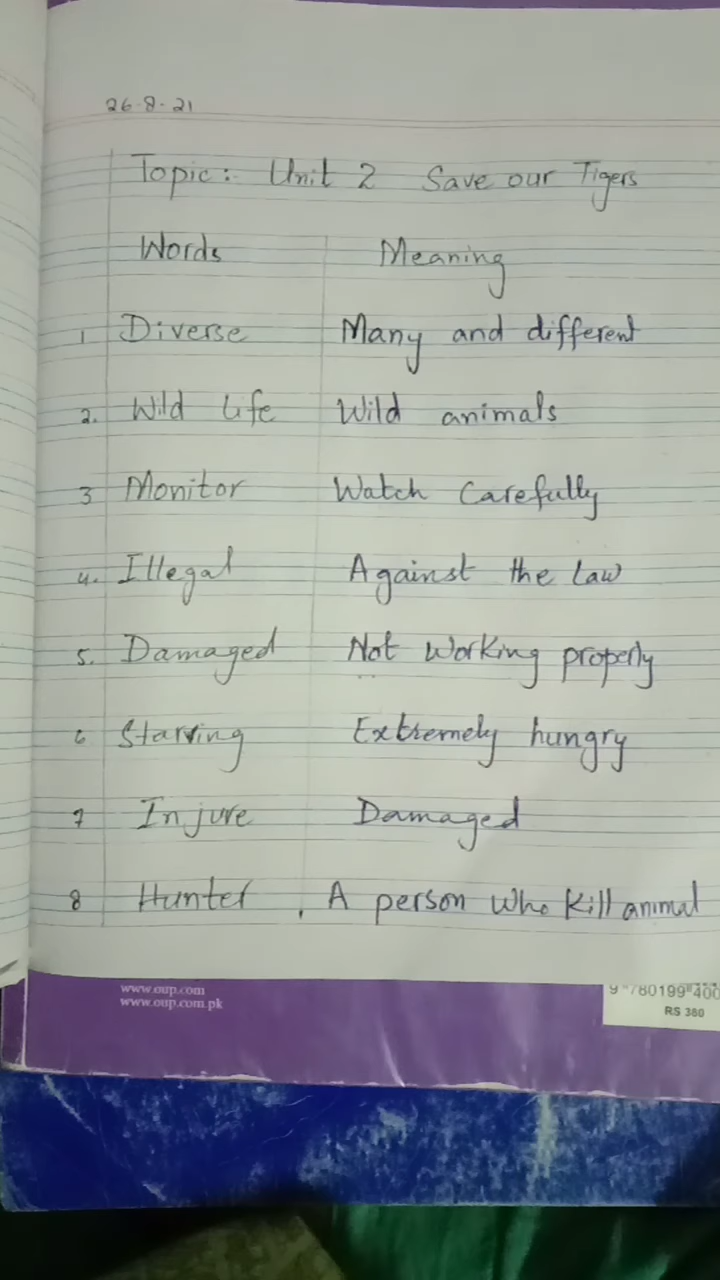 26-8-21
Topic: Unit 2 Save our Tigers
Words Meaning
1 Diverse Many and different
2. Wild life Wild animals
3 Monitor Watch Carefully
4. Illegal Against the law
5. Damaged Not working properly
6 Starving Extremely hungry
7 Injure Damaged
8 Hunter , A person who kill animal
www.oup.com
www.oup.com.pk
9 780199 400
RS 380